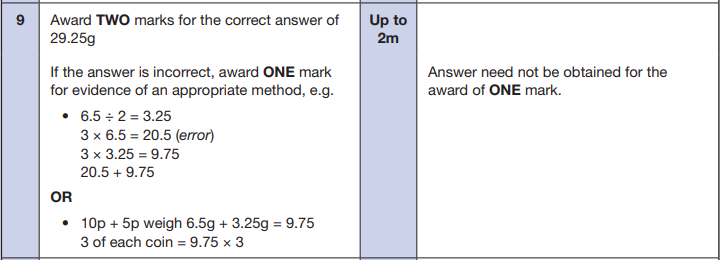 9
Award TWO marks for the correct answer of
29.25g
If the answer is incorrect, award ONE mark
for evidence of an appropriate method, e.g.
• 6.5 ÷ 2 = 3.25
3 × 6.5 = 20.5 (error)
3 × 3.25 = 9.75
20.5 + 9.75
OR
• 10p + 5p weigh 6.5g + 3.25g = 9.75
3 of each coin = 9.75 × 3
Up to
2m
Answer need not be obtained for the
award of ONE mark.